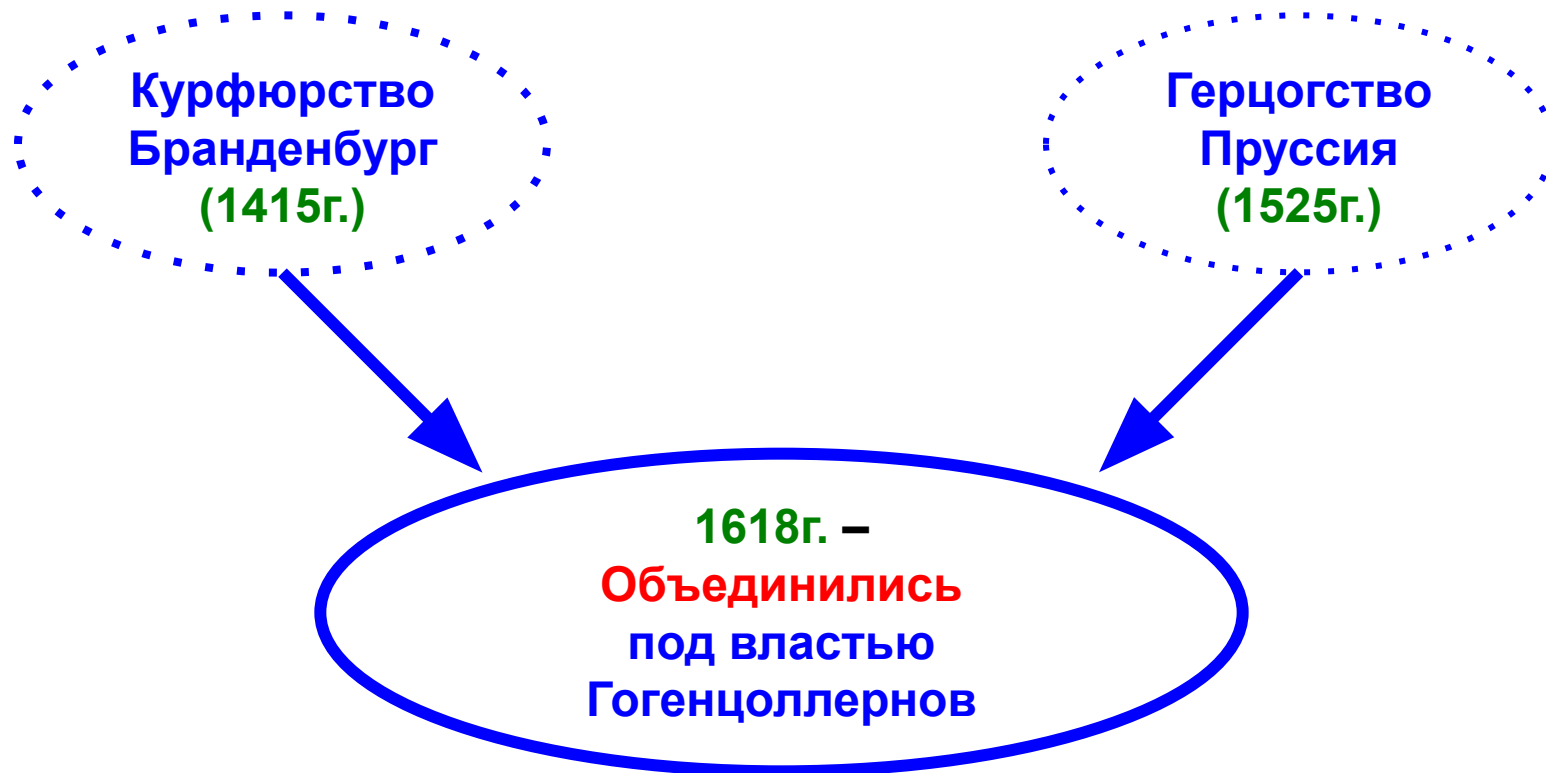 Курфюрство
Бранденбург
(1415г.)
Герцогство
Пруссия
(1525г.)
1618г. –
Объединились
под властью
Гогенцоллернов